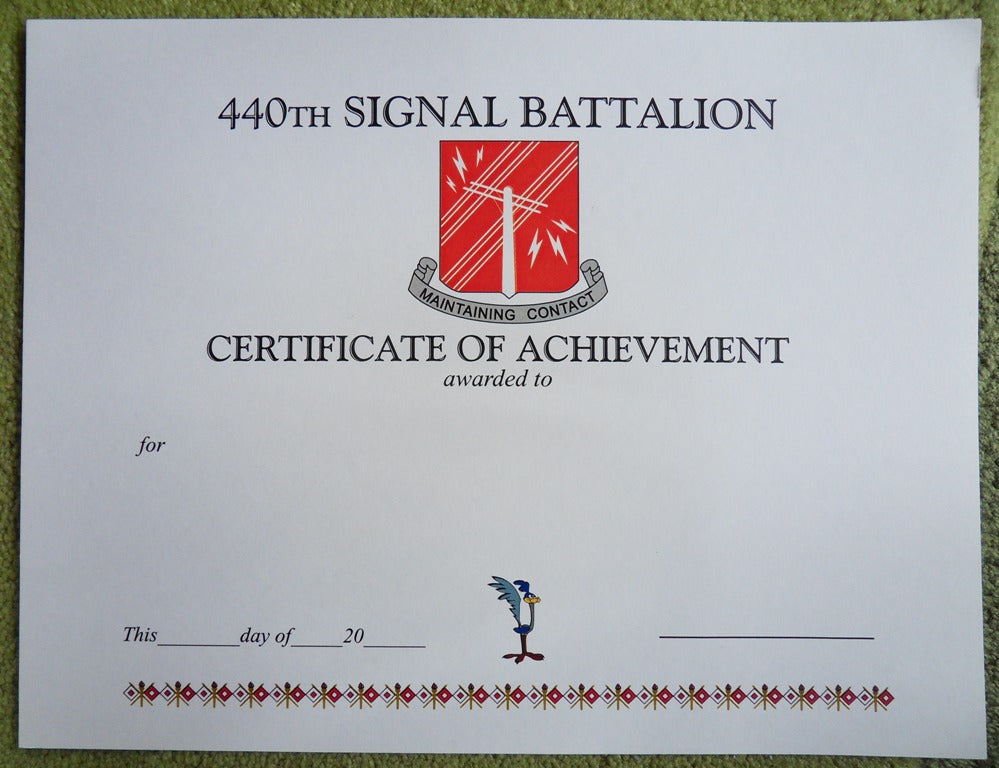 440TH SIGNAL BATTALION
MAINTAINING CONTACT
CERTIFICATE OF ACHIEVEMENT
awarded to
for
This________day of_____20______